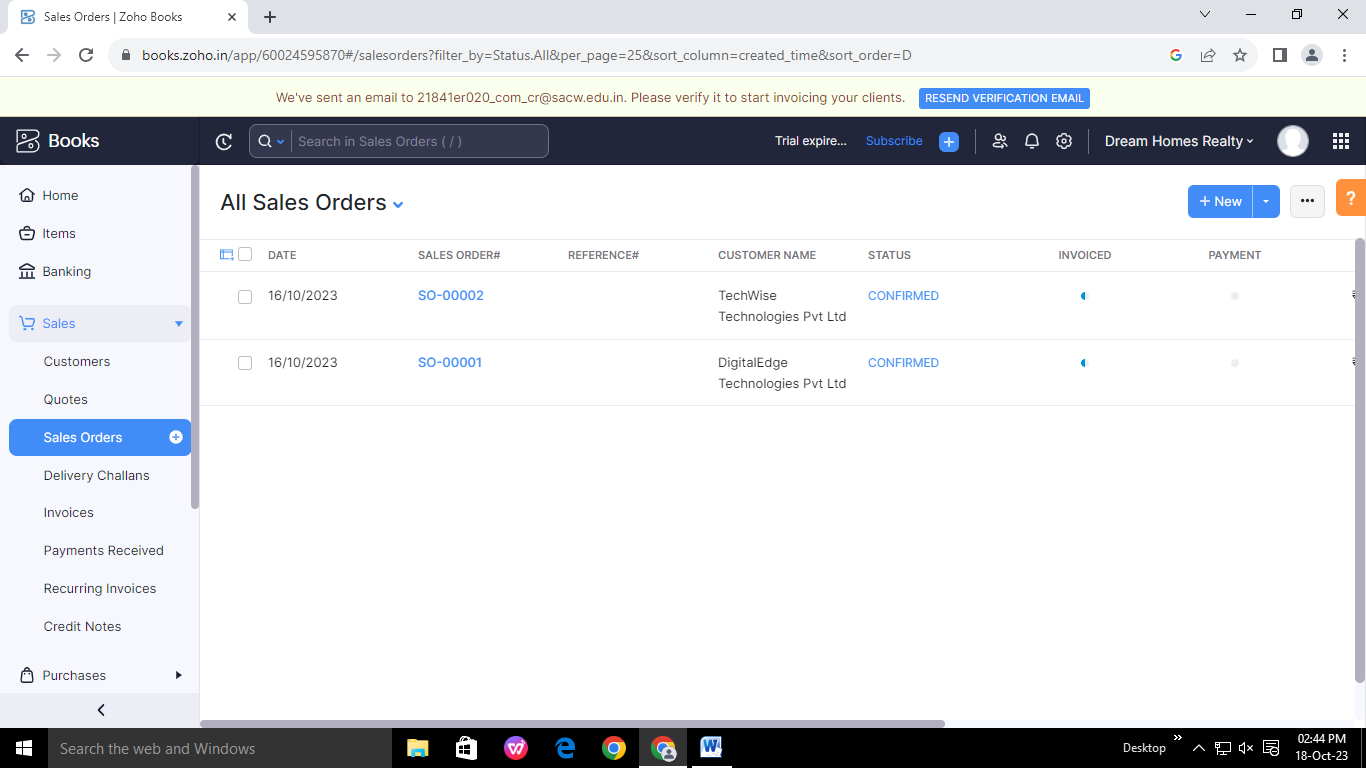 Sales Orders | Zoho Books
books.zoho.in/app/60024595870#/salesorders?filter_by=Status.All&per_page=25&sort_column=created_time&sort_order=D
We've sent an email to 21841er020_com_cr@sacw.edu.in. Please verify it to start invoicing your clients. RESEND VERIFICATION EMAIL
Books
Search in Sales Orders ( / )
Trial expire... Subscribe
Dream Homes Realty
Home
Items
Banking
Sales
Customers
Quotes
Sales Orders
Delivery Challans
Invoices
Payments Received
Recurring Invoices
Credit Notes
Purchases
All Sales Orders
+ New
?
DATE SALES ORDER# REFERENCE# CUSTOMER NAME STATUS INVOICED PAYMENT
16/10/2023 SO-00002 TechWise CONFIRMED
Technologies Pvt Ltd
16/10/2023 SO-00001 DigitalEdge CONFIRMED
Technologies Pvt Ltd
Search the web and Windows
Desktop
02:44 PM
18-Oct-23